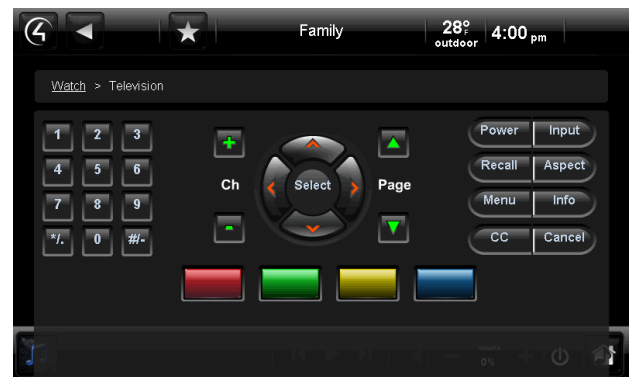 Family
28°F
outdoor
4:00 pm
Watch > Television
1 2 3
4 5 6
7 8 9
*/. 0 #/-
+
Ch
-
Select
Page
Power Input
Recall Aspect
Menu Info
CC Cancel
0%